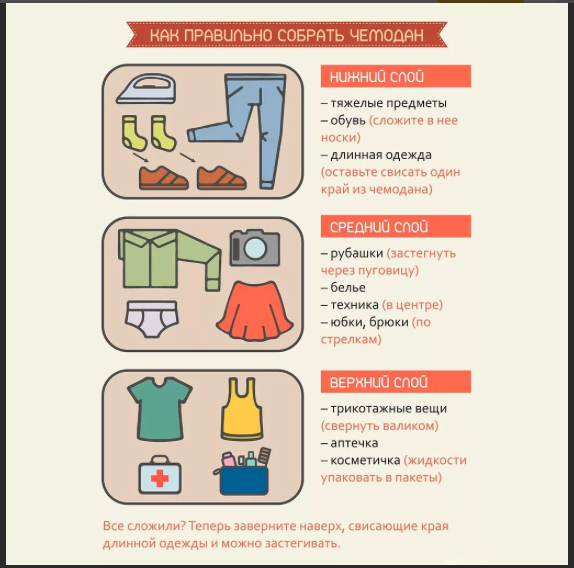 КАК ПРАВИЛЬНО СОБРАТЬ ЧЕМОДАН
НИЖНИЙ СЛОЙ
– тяжелые предметы
– обувь (сложите в нее
носки)
– длинная одежда
(оставьте свисать один
край из чемодана)
СРЕДНИЙ СЛОЙ
– рубашки (застегнуть
через пуговицу)
– белье
– техника (в центре)
– юбки, брюки (по
стрелкам)
ВЕРХНИЙ СЛОЙ
– трикотажные вещи
(свернуть валиком)
– аптечка
– косметичка (жидкости
упаковать в пакеты)
Все сложили? Теперь заверните наверх, свисающие края
длинной одежды и можно застегивать.